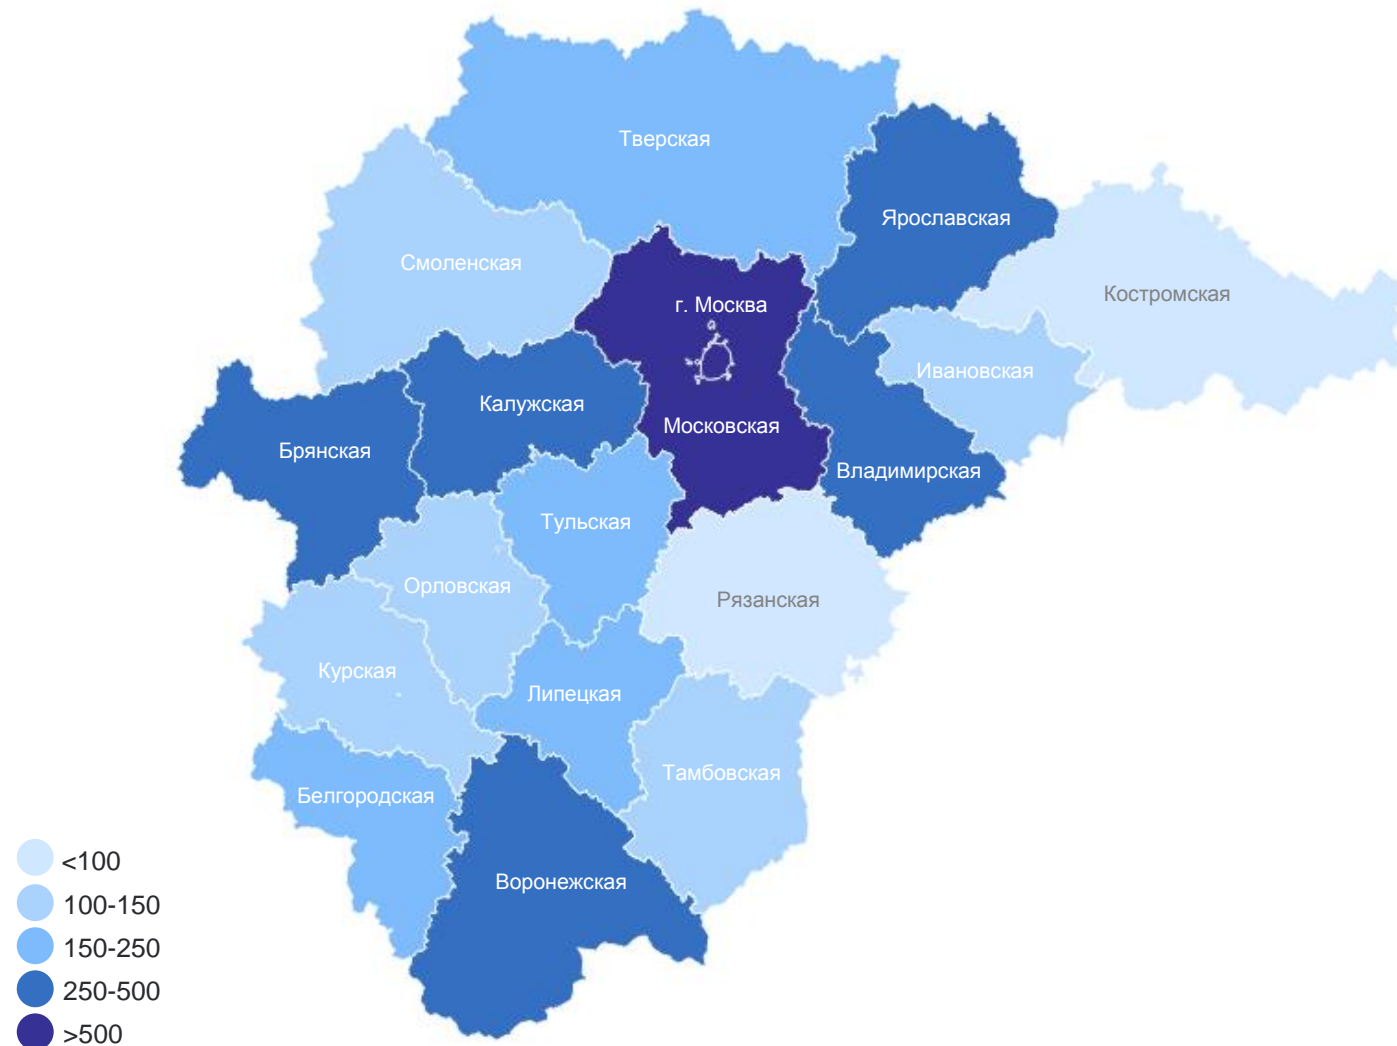 Тверская
Ярославская
Смоленская
Костромская
г. Москва
Ивановская
Калужская
Московская
Брянская
Владимирская
Тульская
Орловская
Рязанская
Курская
Липецкая
Тамбовская
Белгородская
Воронежская
<100
100-150
150-250
250-500
>500